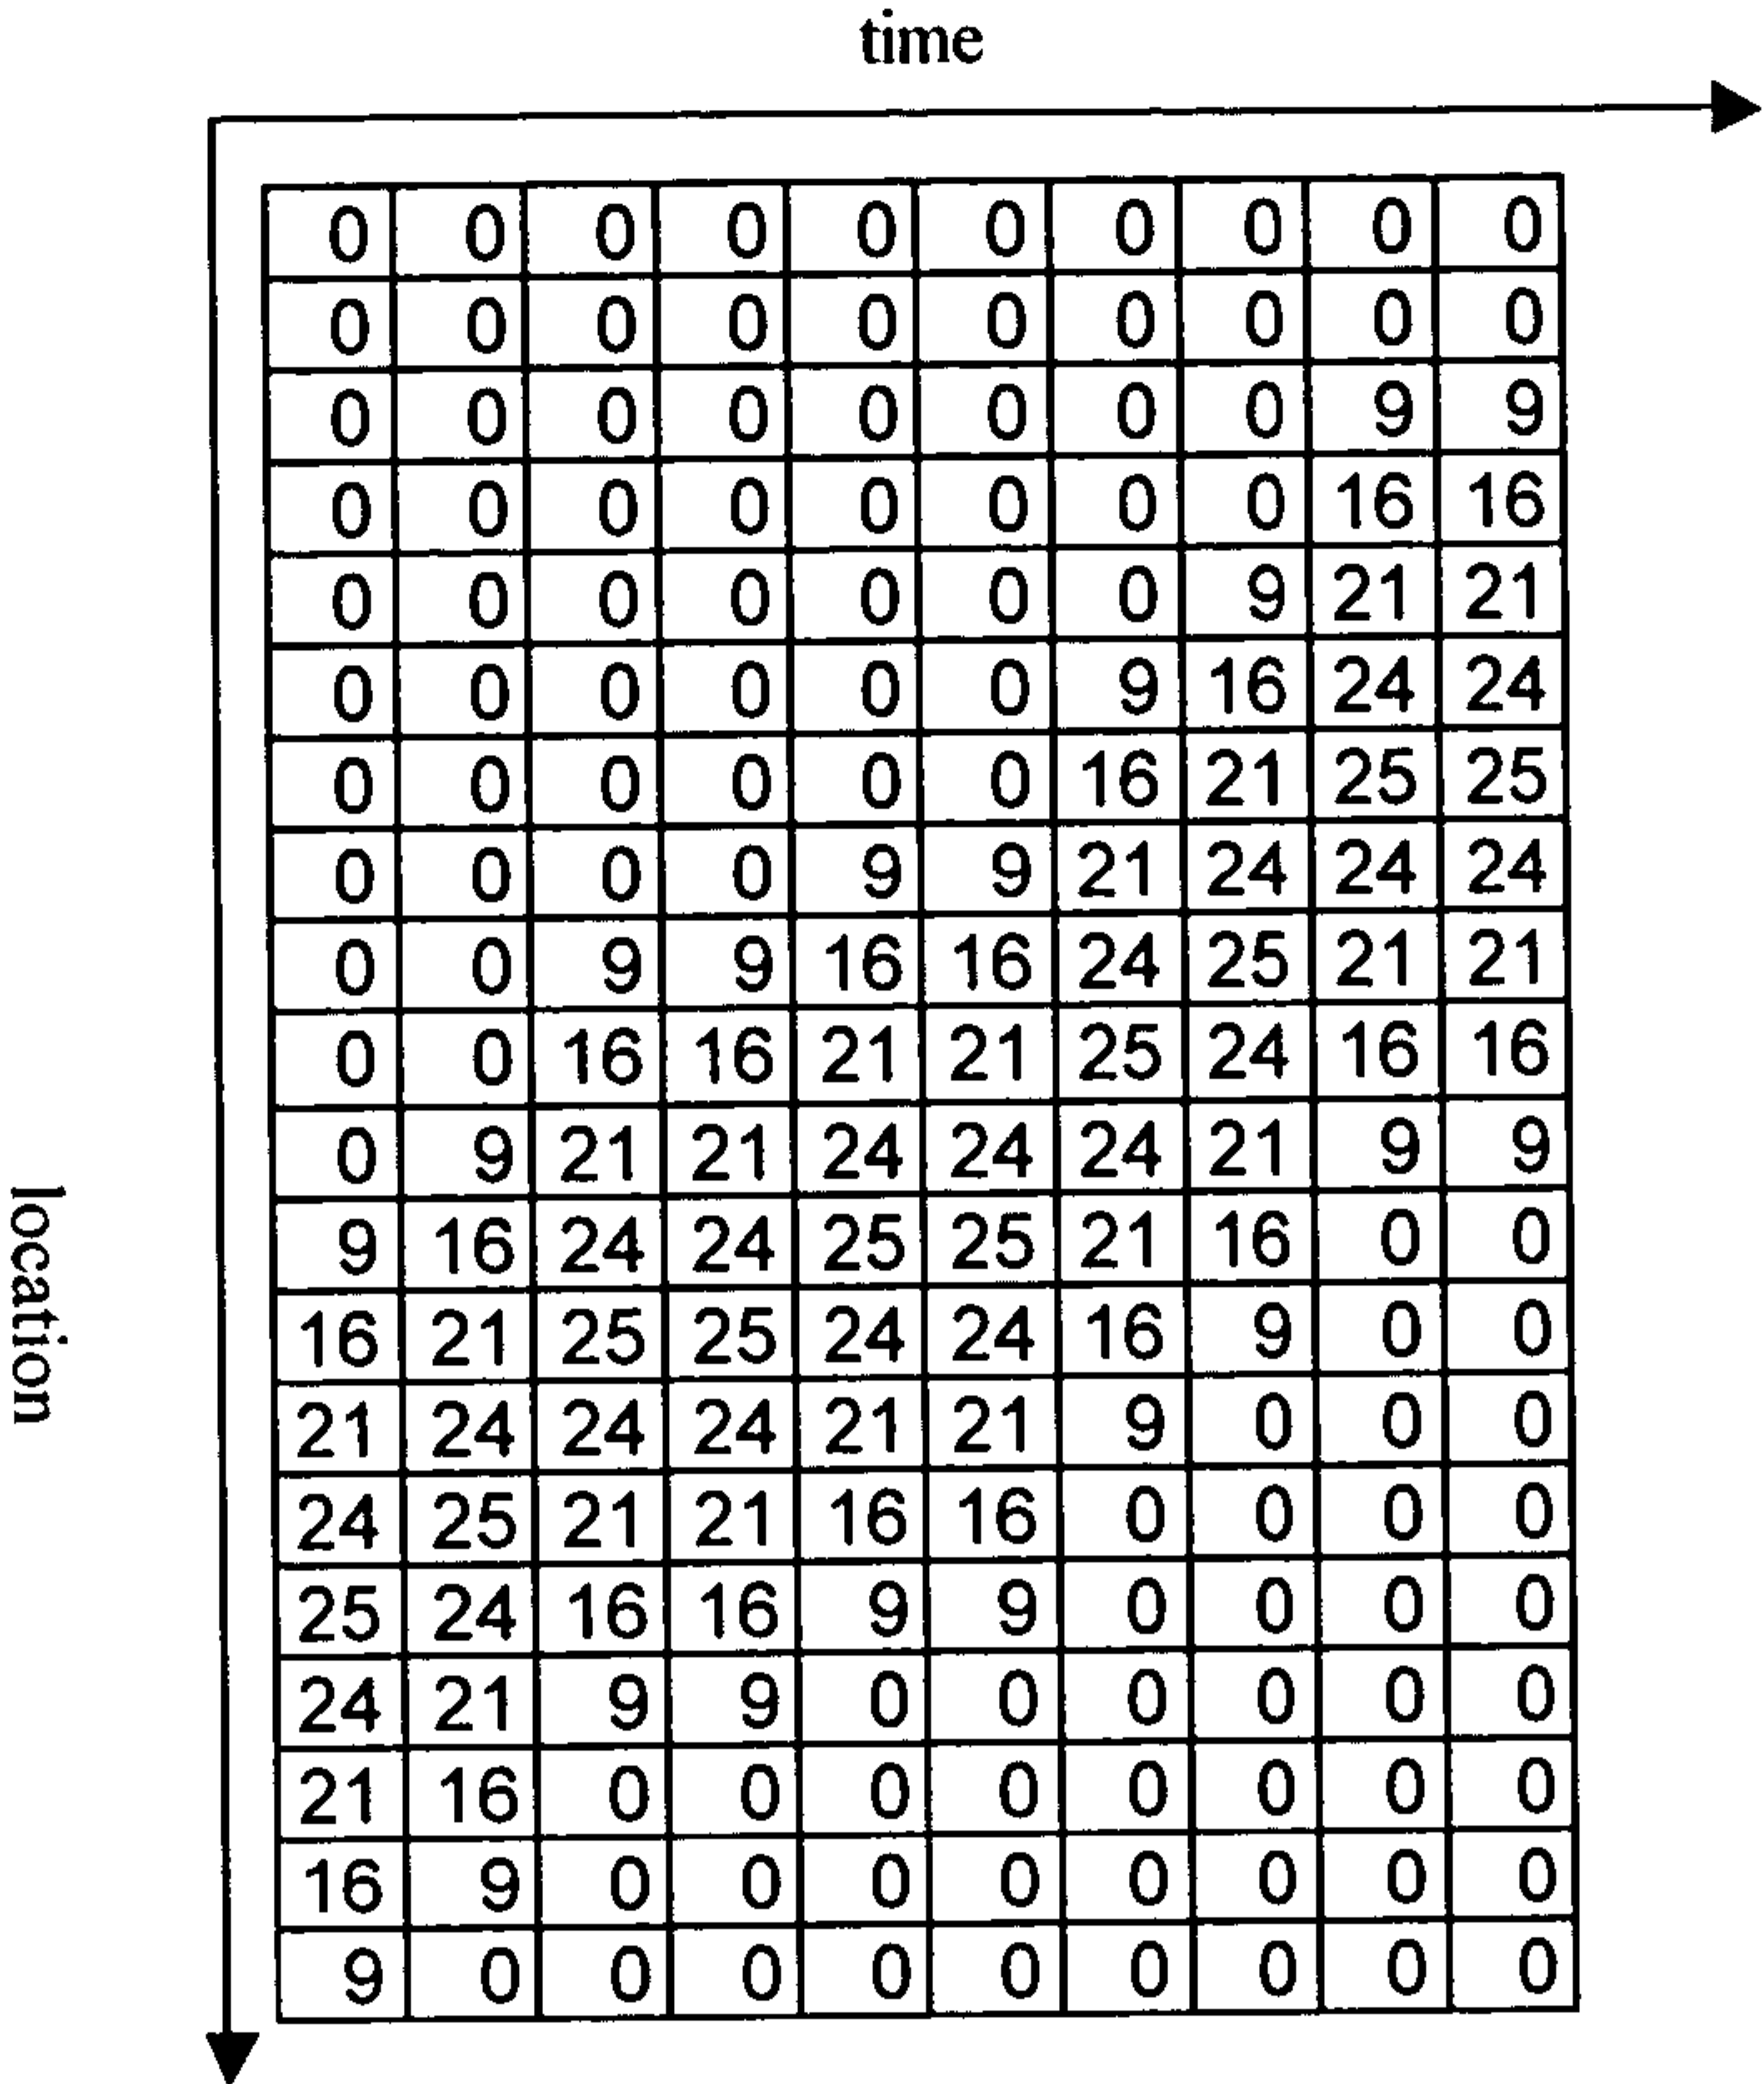 time
0 0 0 0 0 0 0 0 0 0
0 0 0 0 0 0 0 0 0 0
0 0 0 0 0 0 0 0 9 9
0 0 0 0 0 0 0 0 16 16
0 0 0 0 0 0 0 9 21 21
0 0 0 0 0 0 9 16 24 24
0 0 0 0 0 0 16 21 25 25
0 0 0 0 9 9 21 24 24 24
0 0 9 9 16 16 24 25 21 21
0 0 16 16 21 21 25 24 16 16
0 9 21 21 24 24 24 21 9 9
9 16 24 24 25 25 21 16 0 0
16 21 25 25 24 24 16 9 0 0
21 24 24 24 21 21 9 0 0 0
24 25 21 21 16 16 0 0 0 0
25 24 16 16 9 9 0 0 0 0
24 21 9 9 0 0 0 0 0 0
21 16 0 0 0 0 0 0 0 0
16 9 0 0 0 0 0 0 0 0
9 0 0 0 0 0 0 0 0 0
location